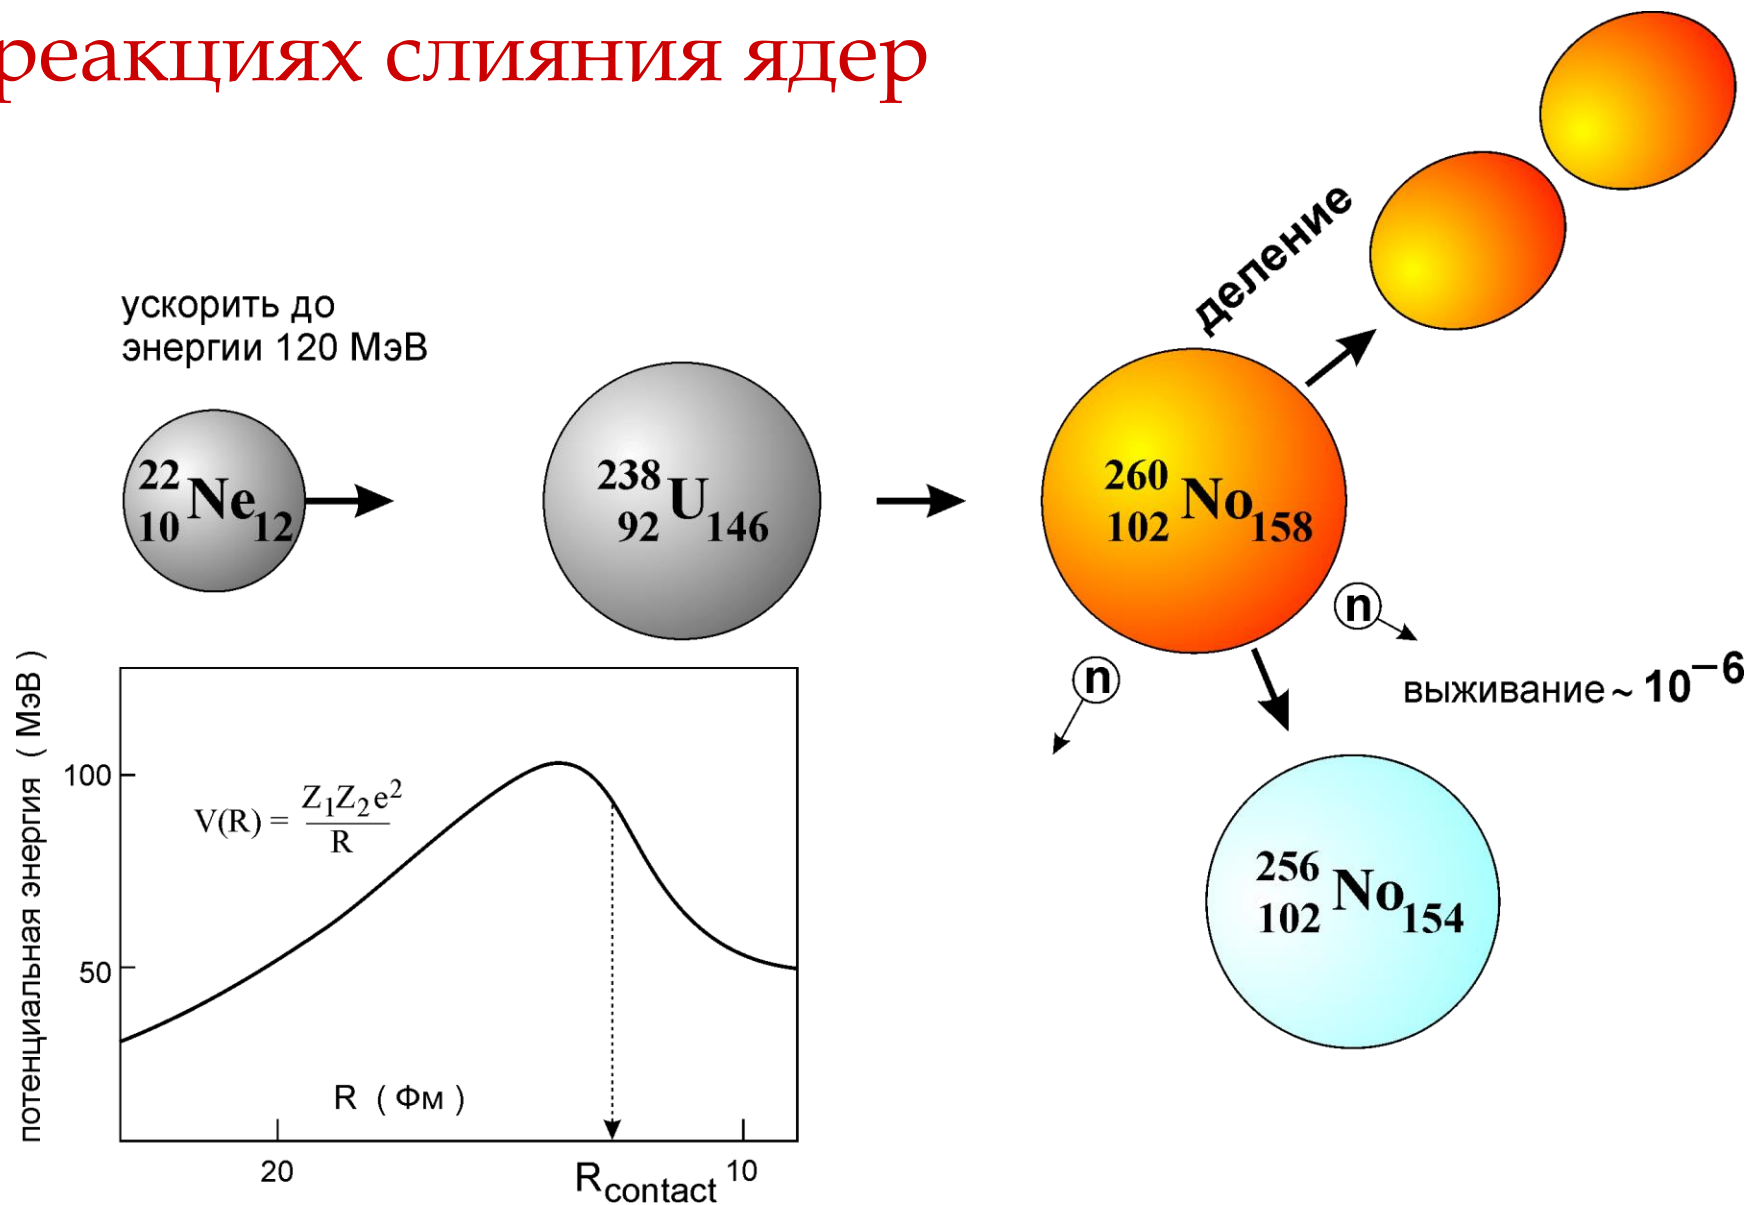 реакциях слияния ядер
деление
ускорить до
энергии 120 МэВ
22
10 Ne 12
238
92 U 146
260
102 No 158
n
n
выживание ~ 10⁻⁶
потенциальная энергия ( МэВ )
100
V(R) = Z₁Z₂e² / R
50
256
102 No 154
R ( Фм )
20
R contact
10